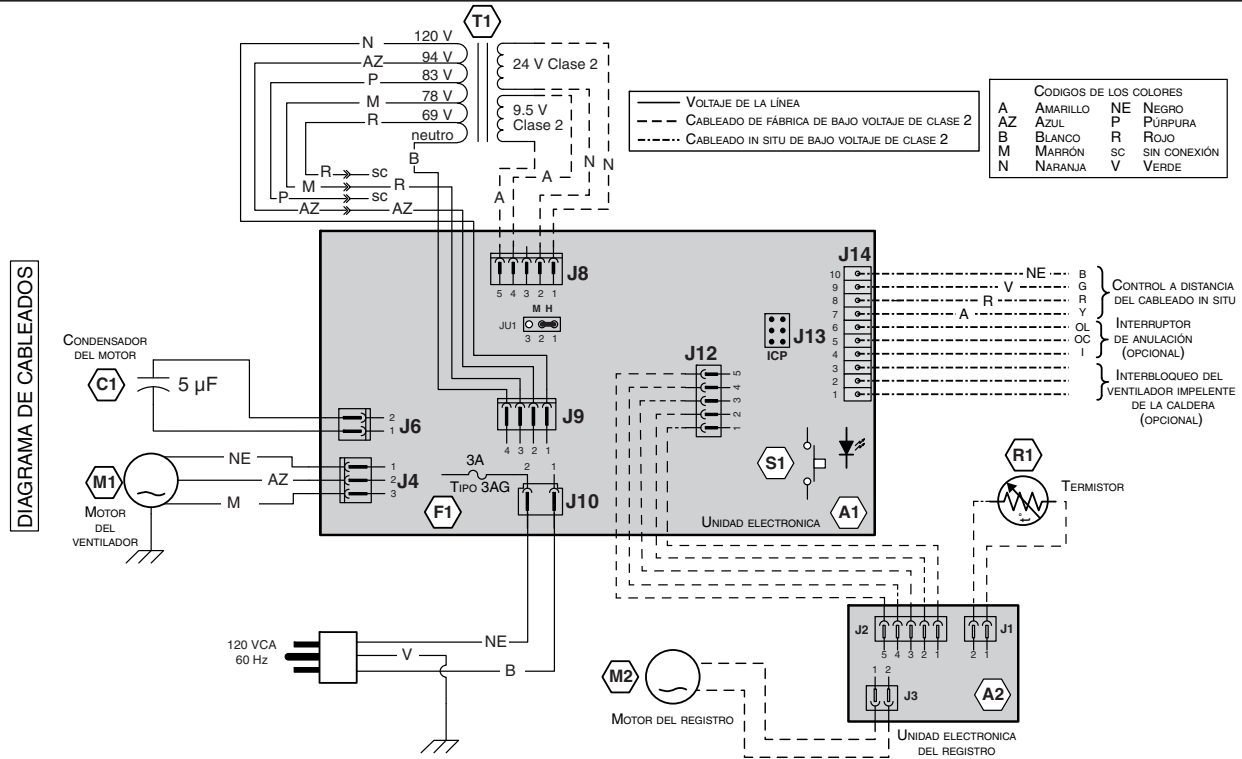 DIAGRAMA DE CABLEADOS
T1
N 120 V
AZ 94 V
P 83 V
M 78 V
R 69 V
neutro
B
24 V Clase 2
9.5 V
Clase 2
R sc
M R
P sc
AZ AZ
A A N N
VOLTAJE DE LA LÍNEA
CABLEADO DE FÁBRICA DE BAJO VOLTAJE DE CLASE 2
CABLEADO IN SITU DE BAJO VOLTAJE DE CLASE 2
CODIGOS DE LOS COLORES
A AMARILLO NE NEGRO
AZ AZUL P PÚRPURA
B BLANCO R ROJO
M MARRÓN SC SIN CONEXIÓN
N NARANJA V VERDE
J8
5 4 3 2 1
M H
JU1
3 2 1
J14
10 NE B
9 V G
8 R R
7 A Y
6 OL
5 OC
4 I
3
2
1
CONTROL A DISTANCIA
DEL CABLEADO IN SITU
INTERRUPTOR
DE ANULACIÓN
(OPCIONAL)
INTERBLOQUEO DEL
VENTILADOR IMPELENTE
DE LA CALDERA
(OPCIONAL)
J13
ICP
J12
5
4
3
2
1
CONDENSADOR
DEL MOTOR
C1
5 µF
2
1
J6
J9
4 3 2 1
M1
MOTOR
DEL
VENTILADOR
NE
AZ
M
1
2
3
J4
3A
TIPO 3AG
F1
2 1
J10
S1
UNIDAD ELECTRONICA
A1
R1
TERMISTOR
120 VCA
60 Hz
NE
V
B
M2
MOTOR DEL REGISTRO
J2
5 4 3 2 1
J1
2 1
1 2
J3
A2
UNIDAD ELECTRONICA
DEL REGISTRO